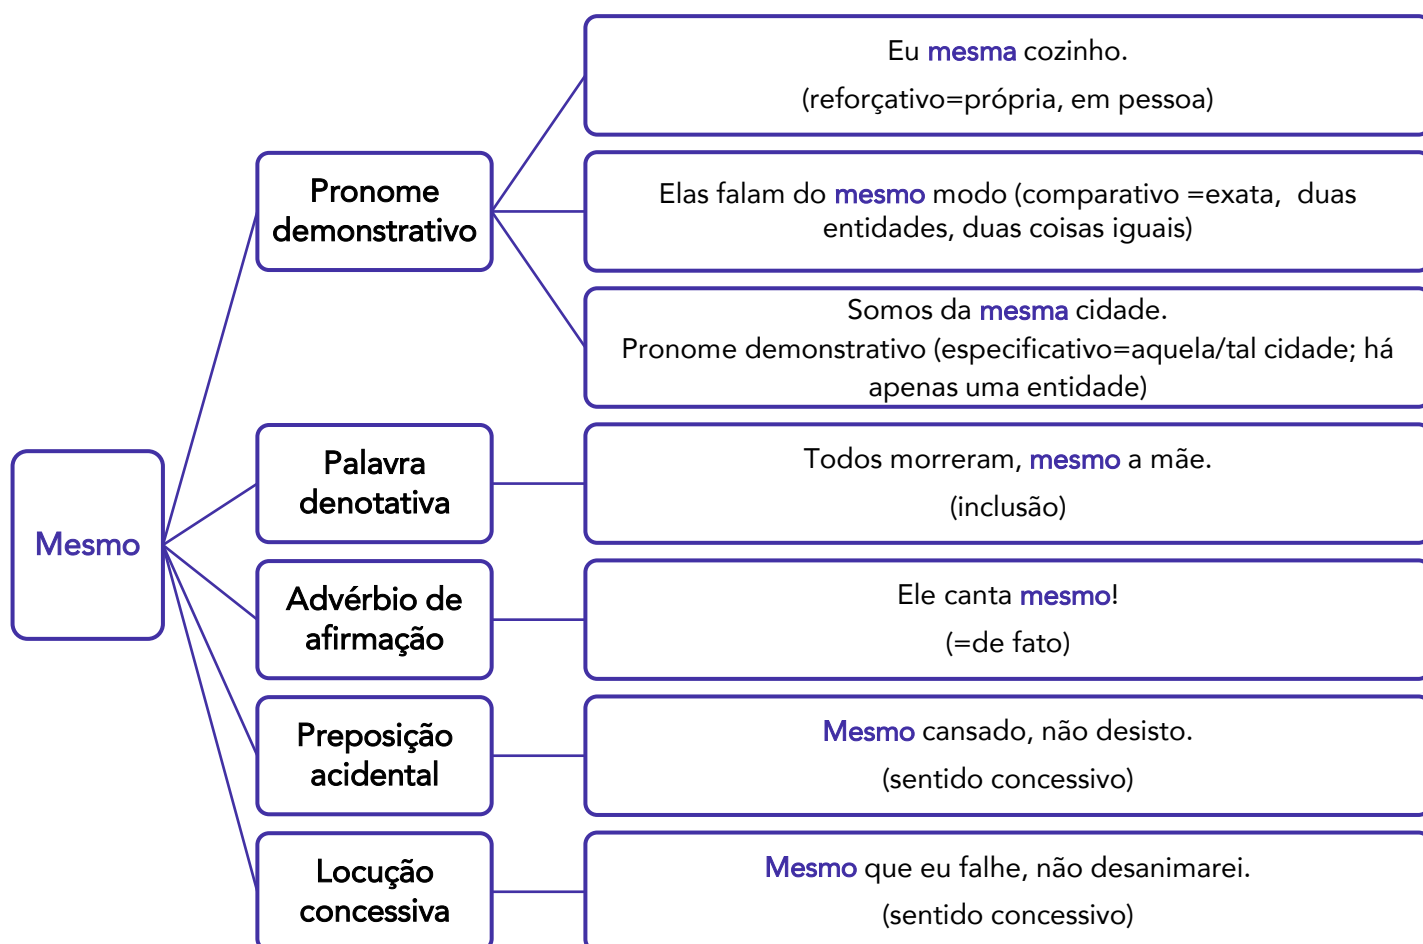 Mesmo
Pronome
demonstrativo
Eu mesma cozinho.
(reforçativo=própria, em pessoa)
Elas falam do mesmo modo (comparativo =exata, duas
entidades, duas coisas iguais)
Somos da mesma cidade.
Pronome demonstrativo (especificativo=aquela/tal cidade; há
apenas uma entidade)
Palavra
denotativa
Todos morreram, mesmo a mãe.
(inclusão)
Advérbio de
afirmação
Ele canta mesmo!
(=de fato)
Preposição
acidental
Mesmo cansado, não desisto.
(sentido concessivo)
Locução
concessiva
Mesmo que eu falhe, não desanimarei.
(sentido concessivo)